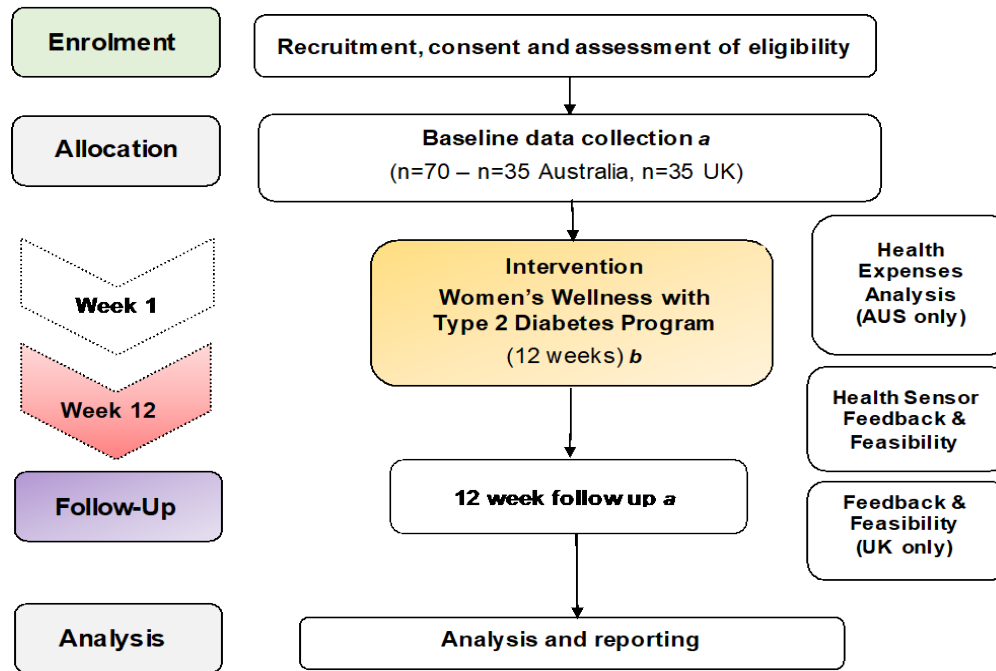 Enrolment
Recruitment, consent and assessment of eligibility
Allocation
Baseline data collection a
(n=70 – n=35 Australia, n=35 UK)
Week 1
Intervention
Women's Wellness with
Type 2 Diabetes Program
(12 weeks) b
Health
Expenses
Analysis
(AUS only)
Week 12
Health Sensor
Feedback &
Feasibility
Follow-Up
12 week follow up a
Feedback &
Feasibility
(UK only)
Analysis
Analysis and reporting